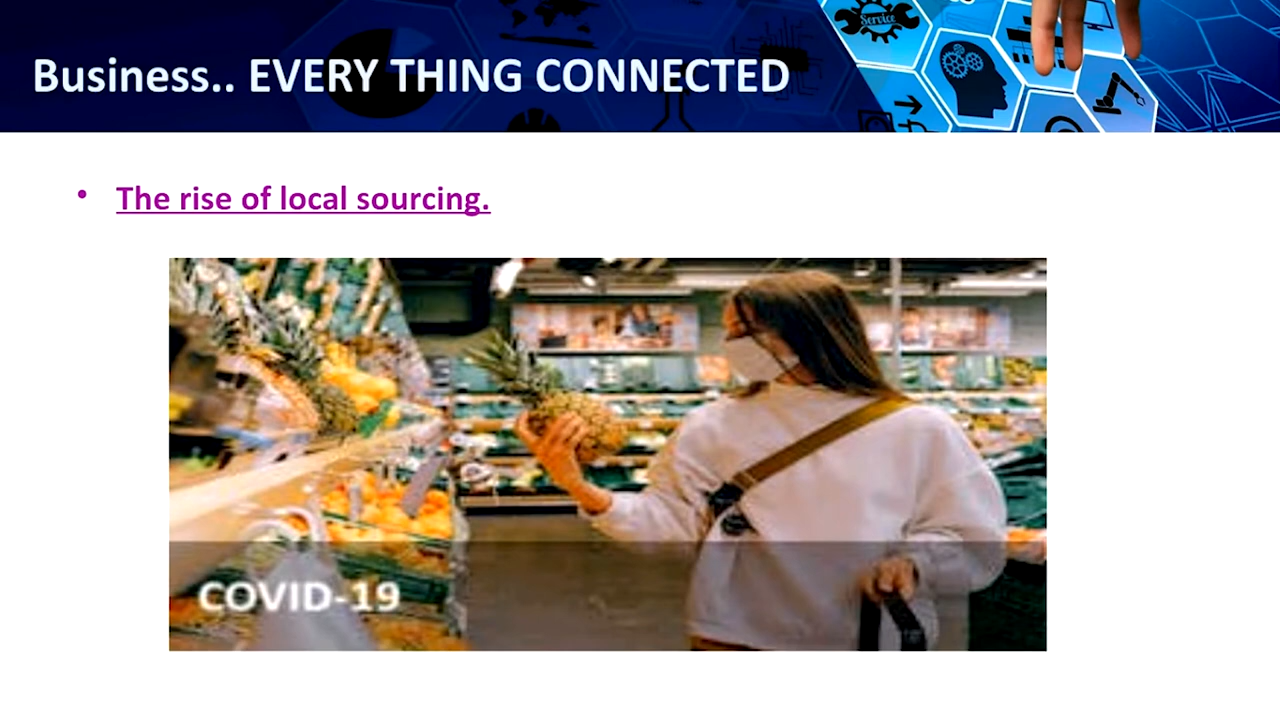 Business.. EVERY THING CONNECTED
Service
• The rise of local sourcing.
COVID-19